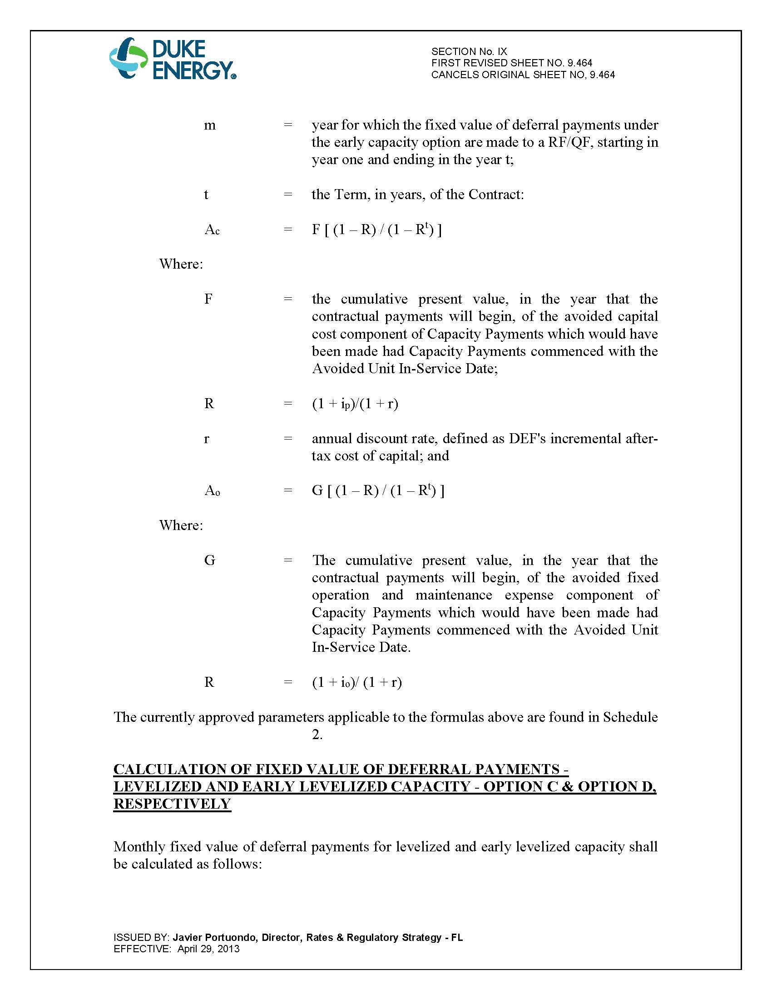 DUKE
ENERGY®
SECTION No. IX
FIRST REVISED SHEET NO. 9.464
CANCELS ORIGINAL SHEET NO, 9.464
m = year for which the fixed value of deferral payments under
the early capacity option are made to a RF/QF, starting in
year one and ending in the year t;
t = the Term, in years, of the Contract:
Ac = F [ (1 – R) / (1 – Rᵗ) ]
Where:
F = the cumulative present value, in the year that the
contractual payments will begin, of the avoided capital
cost component of Capacity Payments which would have
been made had Capacity Payments commenced with the
Avoided Unit In-Service Date;
R = (1 + ip)/(1 + r)
r = annual discount rate, defined as DEF's incremental after-
tax cost of capital; and
Ao = G [ (1 – R) / (1 – Rᵗ) ]
Where:
G = The cumulative present value, in the year that the
contractual payments will begin, of the avoided fixed
operation and maintenance expense component of
Capacity Payments which would have been made had
Capacity Payments commenced with the Avoided Unit
In-Service Date.
R = (1 + io)/ (1 + r)
The currently approved parameters applicable to the formulas above are found in Schedule
2.
CALCULATION OF FIXED VALUE OF DEFERRAL PAYMENTS -
LEVELIZED AND EARLY LEVELIZED CAPACITY - OPTION C & OPTION D,
RESPECTIVELY
Monthly fixed value of deferral payments for levelized and early levelized capacity shall
be calculated as follows:
ISSUED BY: Javier Portuondo, Director, Rates & Regulatory Strategy - FL
EFFECTIVE: April 29, 2013